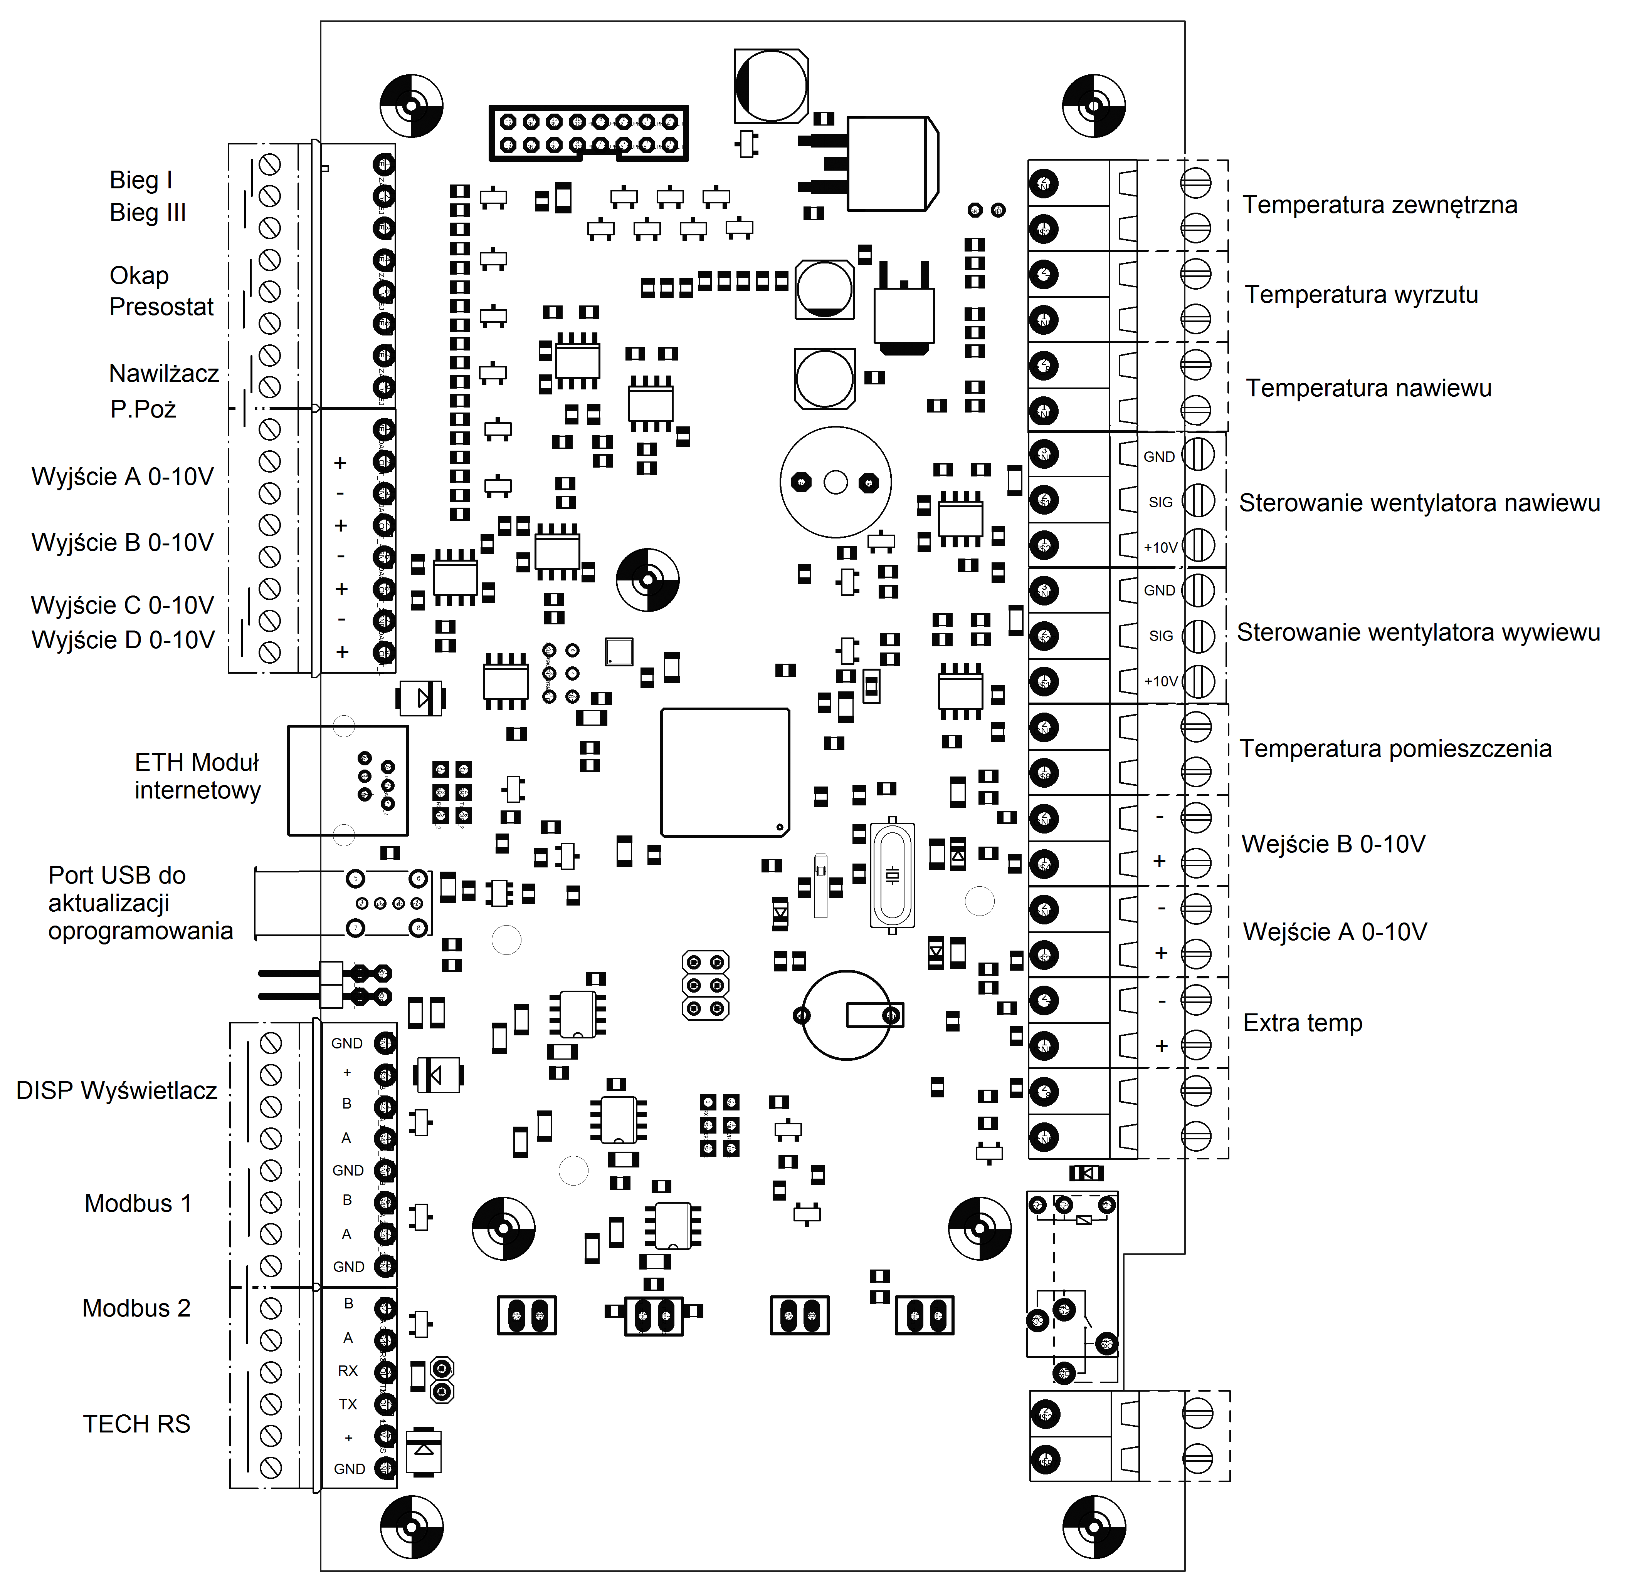 Bieg I
Bieg III
Okap
Presostat
Nawilżacz
P.Poż
Wyjście A 0-10V
+
-
Wyjście B 0-10V
+
-
Wyjście C 0-10V
+
-
Wyjście D 0-10V
+
ETH Moduł
internetowy
Port USB do
aktualizacji
oprogramowania
DISP Wyświetlacz
GND
+
B
A
Modbus 1
GND
B
A
GND
Modbus 2
B
A
TECH RS
RX
TX
+
GND
Temperatura zewnętrzna
Temperatura wyrzutu
Temperatura nawiewu
GND
SIG
+10V
Sterowanie wentylatora nawiewu
GND
SIG
+10V
Sterowanie wentylatora wywiewu
Temperatura pomieszczenia
-
+
Wejście B 0-10V
-
+
Wejście A 0-10V
-
+
Extra temp